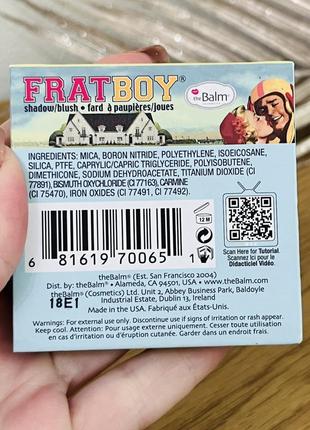 FRATBOY®
shadow/blush • fard à paupières/joues
theBalm®
INGREDIENTS: MICA, BORON NITRIDE, POLYETHYLENE, ISOEICOSANE,
SILICA, PTFE, CAPRYLIC/CAPRIC TRIGLYCERIDE, POLYISOBUTENE,
DIMETHICONE, SODIUM DEHYDROACETATE, TITANIUM DIOXIDE (CI
77891), BISMUTH OXYCHLORIDE (CI 77163), CARMINE
(CI 75470), IRON OXIDES (CI 77491, CI 77492).
12 M
Scan Here for Tutorial
Scannez Ici pour le
Didacticiel Vidéo.
6 81619 70065 1
theBalm® (Est. San Francisco 2004)
Dist. by: theBalm® • Alameda, CA 94501, USA
theBalm® (Cosmetics) Ltd. Unit 2, Abbey Business Park, Baldoyle
Industrial Estate, Dublin 13, Ireland
18E1
Made in the USA. Fabriqué aux États-Unis.
Warnings: For external use only. Discontinue use if signs of irritation or rash appear.
Keep cool. Attention: Pour usage externe uniquement. Cesser toute utilisation
en cas d'irritation ou d'éruption cutanée. Garder dans un endroit frais.